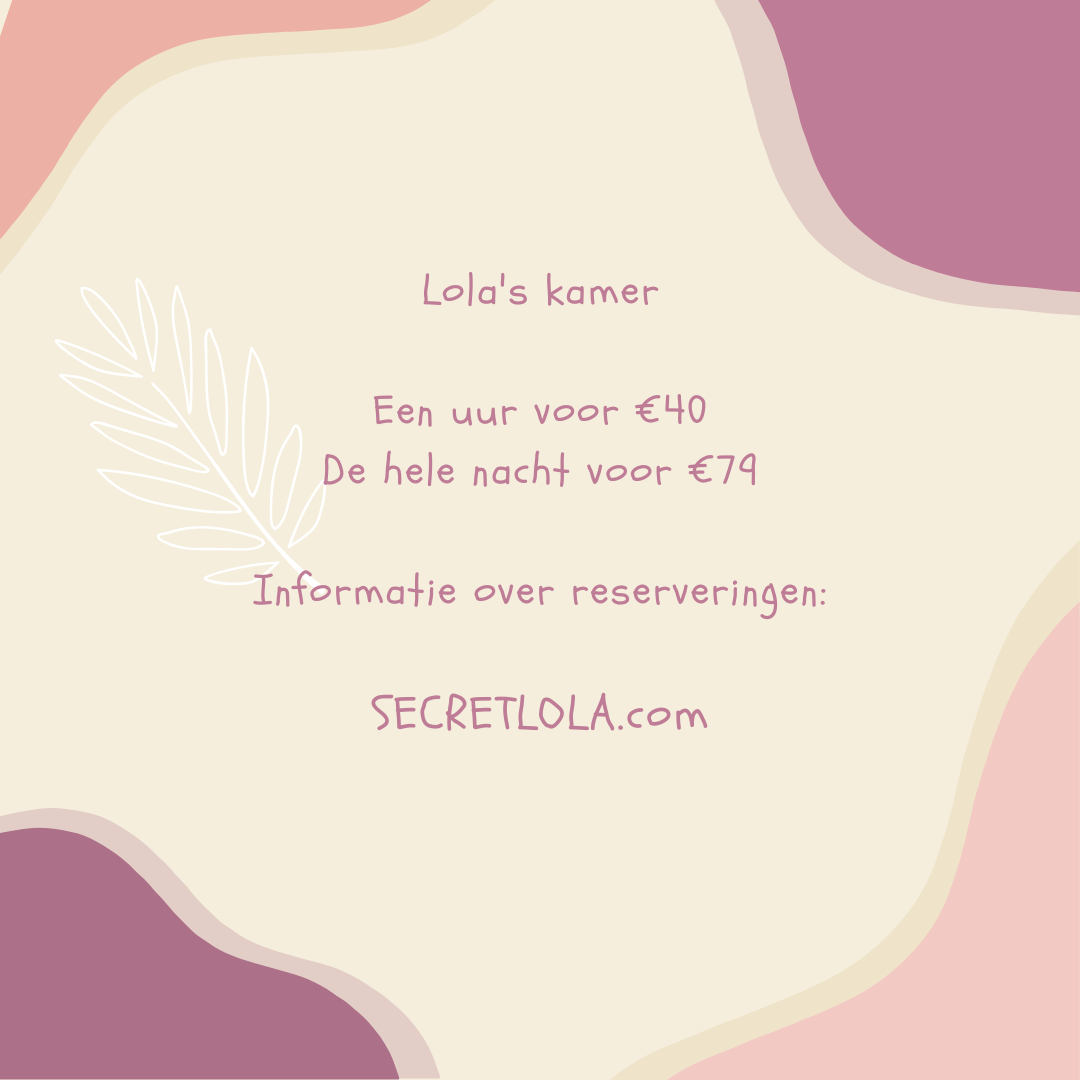 Lola's kamer
Een uur voor €40
De hele nacht voor €79
Informatie over reserveringen:
SECRETLOLA.com